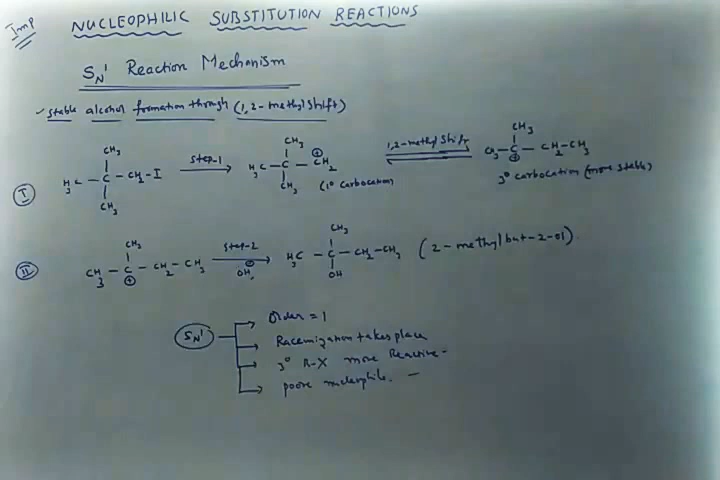 Imp
NUCLEOPHILIC SUBSTITUTION REACTIONS
SN1 Reaction Mechanism
✓ stable alcohol formation through (1,2-methyl shift)
CH3
H3C – C – CH2–I
CH3
Step-1
CH3
H3C – C – CH2
⊕
CH3
(1° carbocation)
1,2-methyl shift
CH3
CH3–C – CH2–CH3
⊕
3° carbocation (more stable)
I
II
CH3
CH3 – C – CH2 – CH3
⊕
step-2
OH
CH3
H3C – C – CH2–CH3
OH
(2-methylbut-2-ol)
SN1
Order = 1
Racemization takes place
3° R-X more Reactive –
poore nucleophile. –